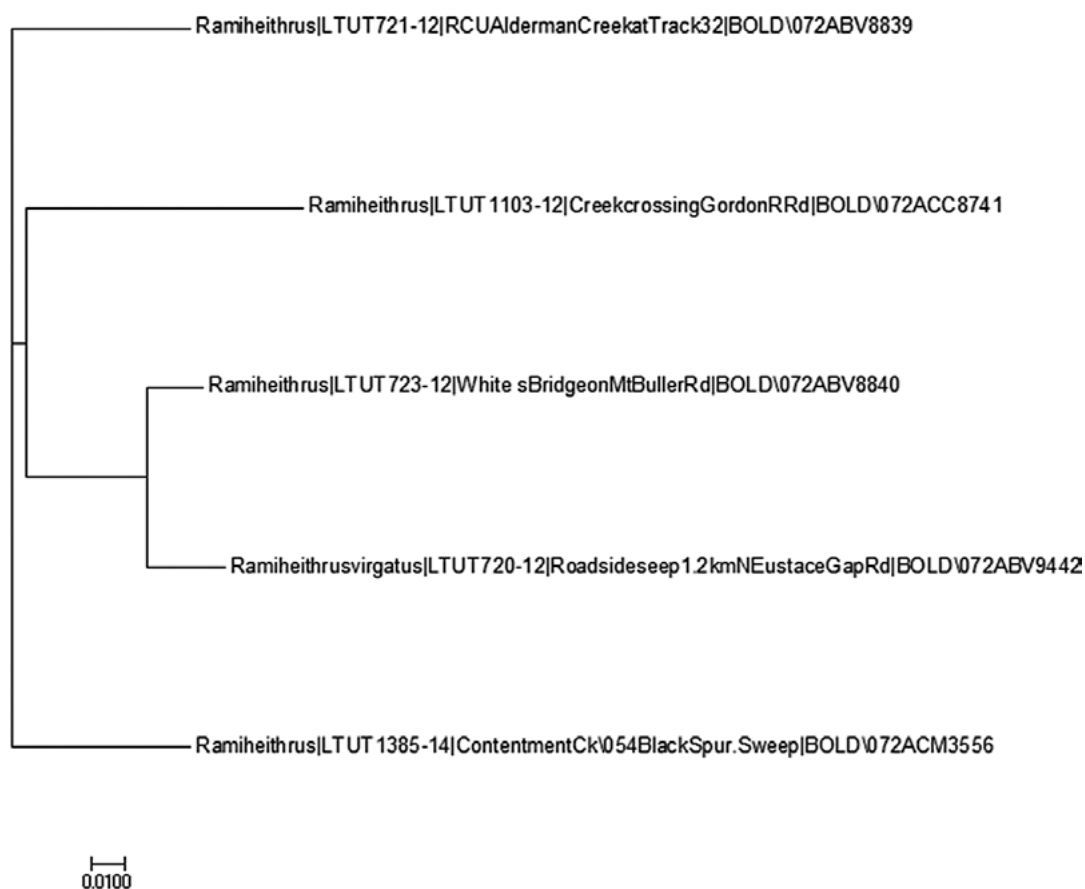 Ramiheithrus|LTUT721-12|RCUAldermanCreekatTrack32|BOLD\072ABV8839
Ramiheithrus|LTUT1103-12|CreekcrossingGordonRRd|BOLD\072ACC8741
Ramiheithrus|LTUT723-12|White sBridgeonMtBullerRd|BOLD\072ABV8840
Ramiheithrusvirgatus|LTUT720-12|Roadsideseep1.2kmNEustaceGapRd|BOLD\072ABV9442
Ramiheithrus|LTUT1385-14|ContentmentCk\054BlackSpur.Sweep|BOLD\072ACM3556
0.0100